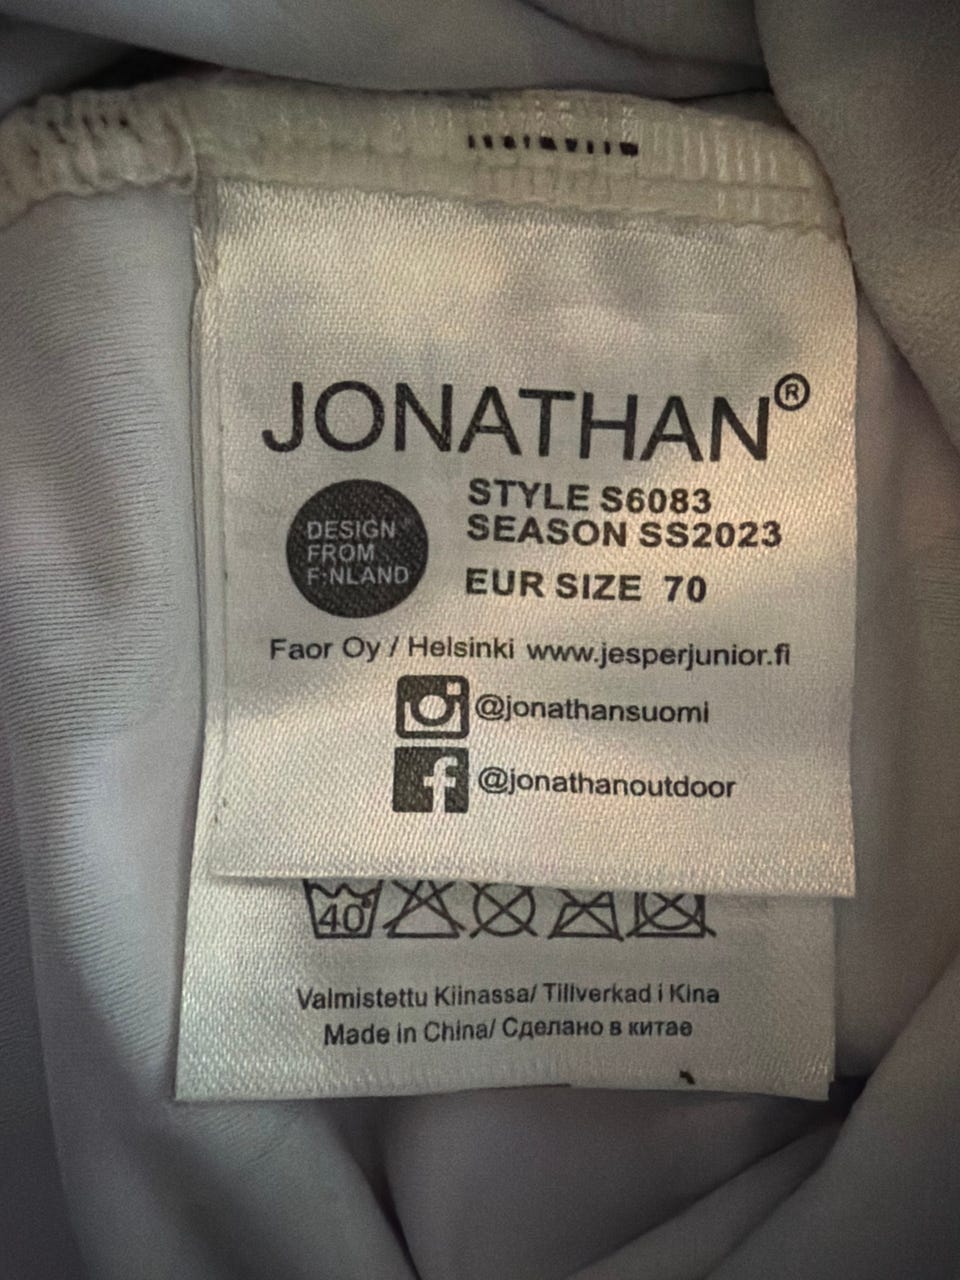 JONATHAN®
DESIGN
FROM
F:NLAND
STYLE S6083
SEASON SS2023
EUR SIZE 70
Faor Oy / Helsinki www.jesperjunior.fi
@jonathansuomi
@jonathanoutdoor
40°
Valmistettu Kiinassa/ Tillverkad i Kina
Made in China/ Сделано в китае